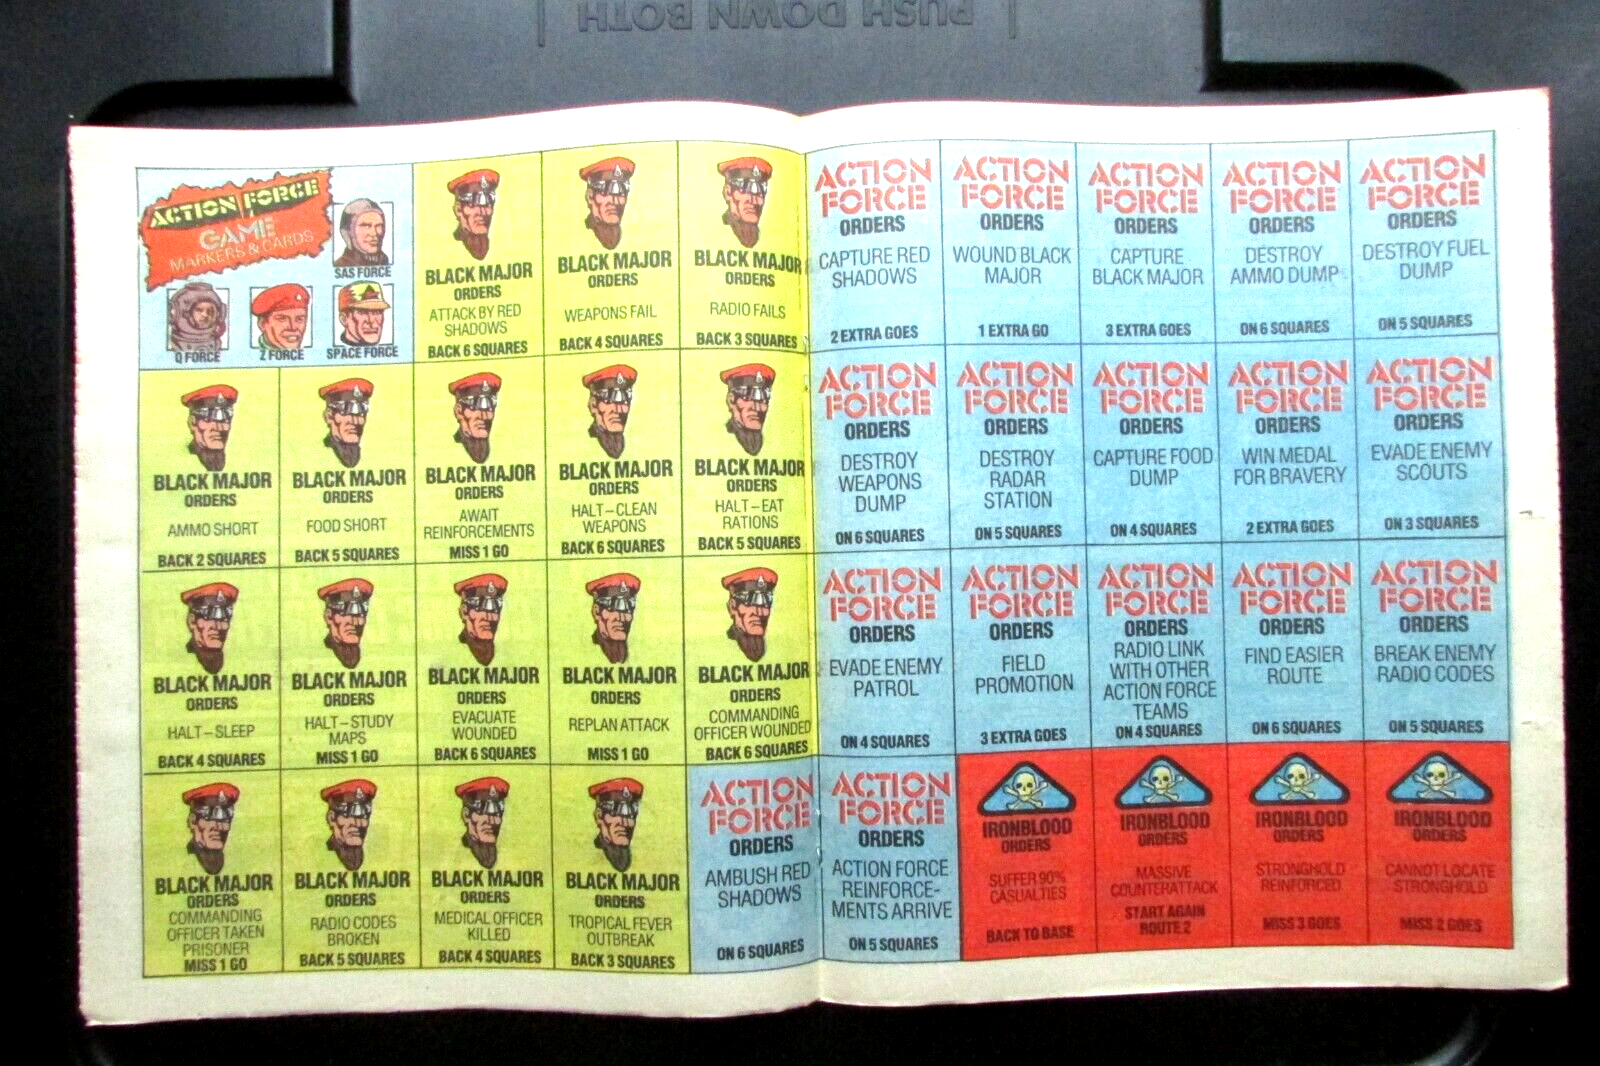 PUSH DOWN BOTH
ACTION FORCE
GAME
MARKERS & CARDS
SAS FORCE
Q FORCE
Z FORCE
SPACE FORCE
BLACK MAJOR
ORDERS
ATTACK BY RED
SHADOWS
BACK 6 SQUARES
BLACK MAJOR
ORDERS
WEAPONS FAIL
BACK 4 SQUARES
BLACK MAJOR
ORDERS
RADIO FAILS
BACK 3 SQUARES
ACTION
FORCE
ORDERS
CAPTURE RED
SHADOWS
2 EXTRA GOES
ACTION
FORCE
ORDERS
WOUND BLACK
MAJOR
1 EXTRA GO
ACTION
FORCE
ORDERS
CAPTURE
BLACK MAJOR
3 EXTRA GOES
ACTION
FORCE
ORDERS
DESTROY
AMMO DUMP
ON 6 SQUARES
ACTION
FORCE
ORDERS
DESTROY FUEL
DUMP
ON 5 SQUARES
BLACK MAJOR
ORDERS
AMMO SHORT
BACK 2 SQUARES
BLACK MAJOR
ORDERS
FOOD SHORT
BACK 5 SQUARES
BLACK MAJOR
ORDERS
AWAIT
REINFORCEMENTS
MISS 1 GO
BLACK MAJOR
ORDERS
HALT–CLEAN
WEAPONS
BACK 6 SQUARES
BLACK MAJOR
ORDERS
HALT–EAT
RATIONS
BACK 5 SQUARES
ACTION
FORCE
ORDERS
DESTROY
WEAPONS
DUMP
ON 6 SQUARES
ACTION
FORCE
ORDERS
DESTROY
RADAR
STATION
ON 5 SQUARES
ACTION
FORCE
ORDERS
CAPTURE FOOD
DUMP
ON 4 SQUARES
ACTION
FORCE
ORDERS
WIN MEDAL
FOR BRAVERY
2 EXTRA GOES
ACTION
FORCE
ORDERS
EVADE ENEMY
SCOUTS
ON 3 SQUARES
BLACK MAJOR
ORDERS
HALT–SLEEP
BACK 4 SQUARES
BLACK MAJOR
ORDERS
HALT–STUDY
MAPS
MISS 1 GO
BLACK MAJOR
ORDERS
EVACUATE
WOUNDED
BACK 6 SQUARES
BLACK MAJOR
ORDERS
REPLAN ATTACK
MISS 1 GO
BLACK MAJOR
ORDERS
COMMANDING
OFFICER WOUNDED
BACK 6 SQUARES
ACTION
FORCE
ORDERS
EVADE ENEMY
PATROL
ON 4 SQUARES
ACTION
FORCE
ORDERS
FIELD
PROMOTION
3 EXTRA GOES
ACTION
FORCE
ORDERS
RADIO LINK
WITH OTHER
ACTION FORCE
TEAMS
ON 4 SQUARES
ACTION
FORCE
ORDERS
FIND EASIER
ROUTE
ON 6 SQUARES
ACTION
FORCE
ORDERS
BREAK ENEMY
RADIO CODES
ON 5 SQUARES
BLACK MAJOR
ORDERS
COMMANDING
OFFICER TAKEN
PRISONER
MISS 1 GO
BLACK MAJOR
ORDERS
RADIO CODES
BROKEN
BACK 5 SQUARES
BLACK MAJOR
ORDERS
MEDICAL OFFICER
KILLED
BACK 4 SQUARES
BLACK MAJOR
ORDERS
TROPICAL FEVER
OUTBREAK
BACK 3 SQUARES
ACTION
FORCE
ORDERS
AMBUSH RED
SHADOWS
ON 6 SQUARES
ACTION
FORCE
ORDERS
ACTION FORCE
REINFORCE-
MENTS ARRIVE
ON 5 SQUARES
IRONBLOOD
ORDERS
SUFFER 90%
CASUALTIES
BACK TO BASE
IRONBLOOD
ORDERS
MASSIVE
COUNTERATTACK
START AGAIN
ROUTE 2
IRONBLOOD
ORDERS
STRONGHOLD
REINFORCED
MISS 3 GOES
IRONBLOOD
ORDERS
CANNOT LOCATE
STRONGHOLD
MISS 2 GOES